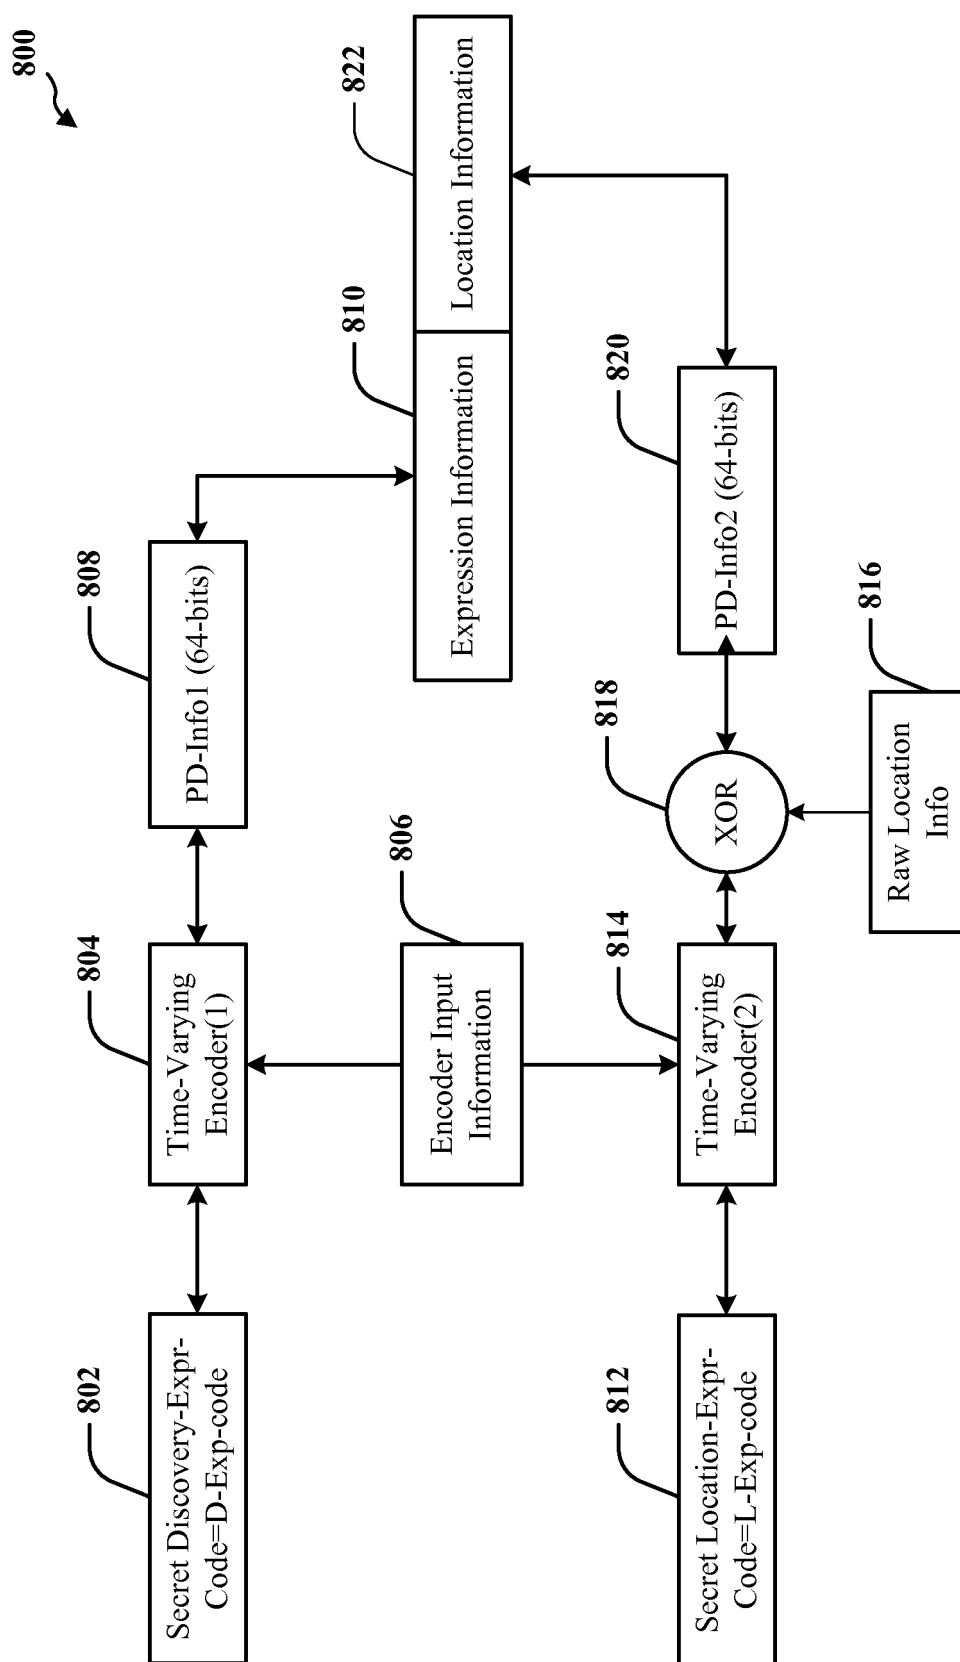 800
802
Secret Discovery-Expr-
Code=D-Exp-code
804
Time-Varying
Encoder(1)
808
PD-Info1 (64-bits)
806
Encoder Input
Information
810
Expression Information
822
Location Information
812
Secret Location-Expr-
Code=L-Exp-code
814
Time-Varying
Encoder(2)
818
XOR
820
PD-Info2 (64-bits)
816
Raw Location
Info